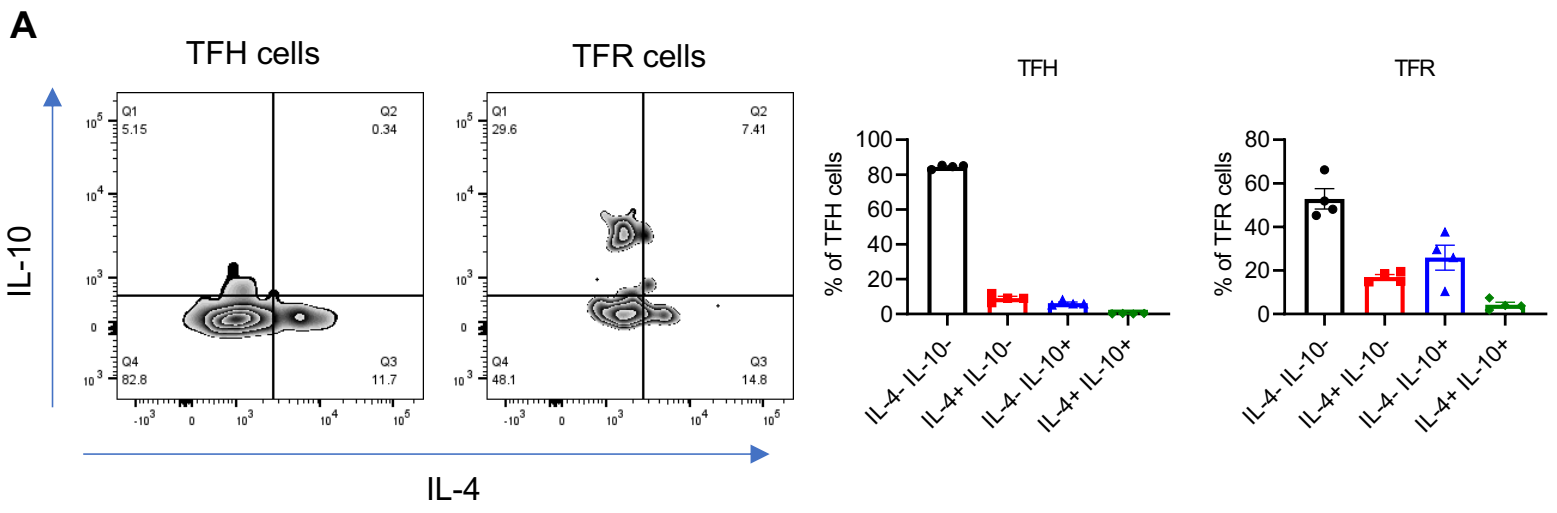 A
TFH cells
TFR cells
TFH
TFR
IL-10
Q1
5.15
Q2
0.34
Q4
82.8
Q3
11.7
10^5
10^4
10^3
0
10^3
-10^3
0
10^3
10^4
10^5
Q1
29.6
Q2
7.41
Q4
48.1
Q3
14.8
10^5
10^4
10^3
0
10^3
-10^3
0
10^3
10^4
10^5
IL-4
% of TFH cells
100
80
60
40
20
0
IL-4- IL-10-
IL-4+ IL-10-
IL-4- IL-10+
IL-4+ IL-10+
% of TFR cells
80
60
40
20
0
IL-4- IL-10-
IL-4+ IL-10-
IL-4- IL-10+
IL-4+ IL-10+